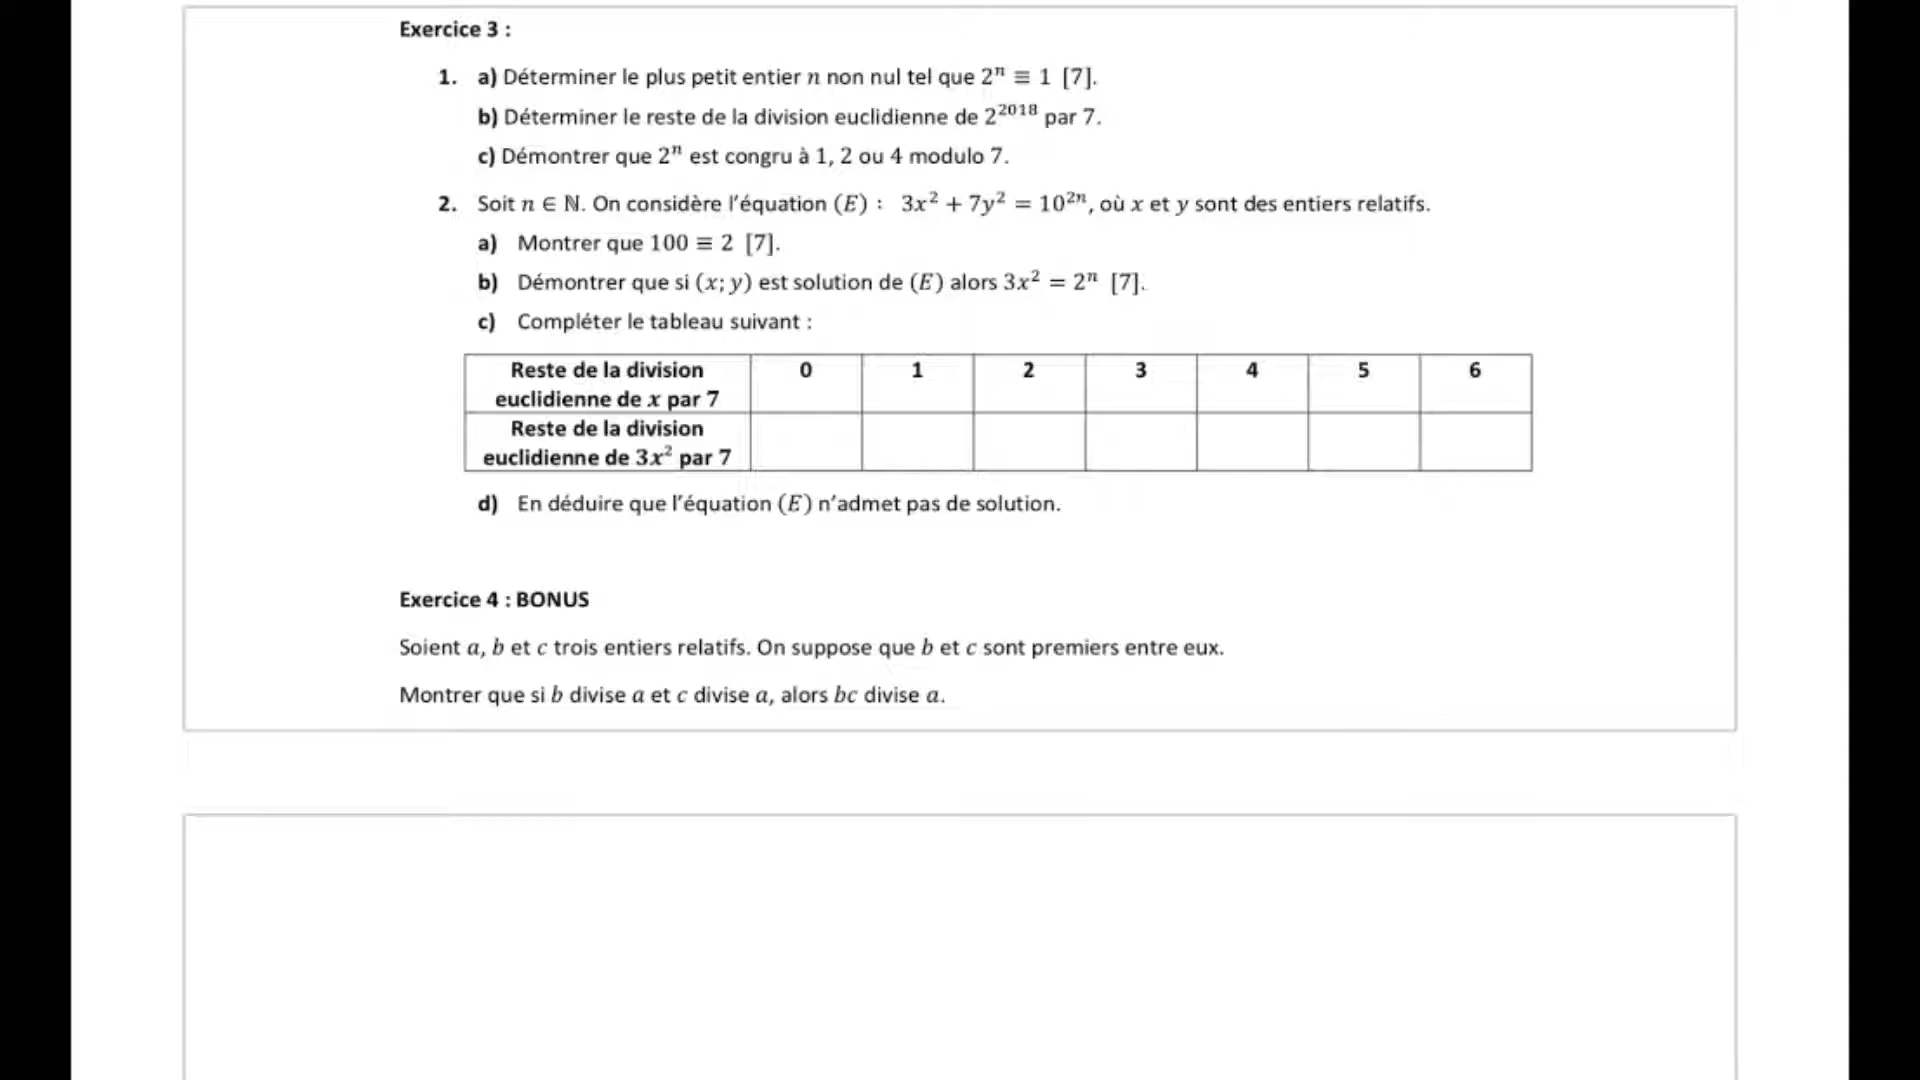 Exercice 3 :
1. a) Déterminer le plus petit entier n non nul tel que 2ⁿ ≡ 1 [7].
b) Déterminer le reste de la division euclidienne de 2²⁰¹⁸ par 7.
c) Démontrer que 2ⁿ est congru à 1, 2 ou 4 modulo 7.
2. Soit n ∈ ℕ. On considère l’équation (E) : 3x² + 7y² = 10²ⁿ, où x et y sont des entiers relatifs.
a) Montrer que 100 ≡ 2 [7].
b) Démontrer que si (x; y) est solution de (E) alors 3x² = 2ⁿ [7].
c) Compléter le tableau suivant :
Reste de la division euclidienne de x par 7 0 1 2 3 4 5 6
Reste de la division euclidienne de 3x² par 7
d) En déduire que l’équation (E) n’admet pas de solution.
Exercice 4 : BONUS
Soient a, b et c trois entiers relatifs. On suppose que b et c sont premiers entre eux.
Montrer que si b divise a et c divise a, alors bc divise a.